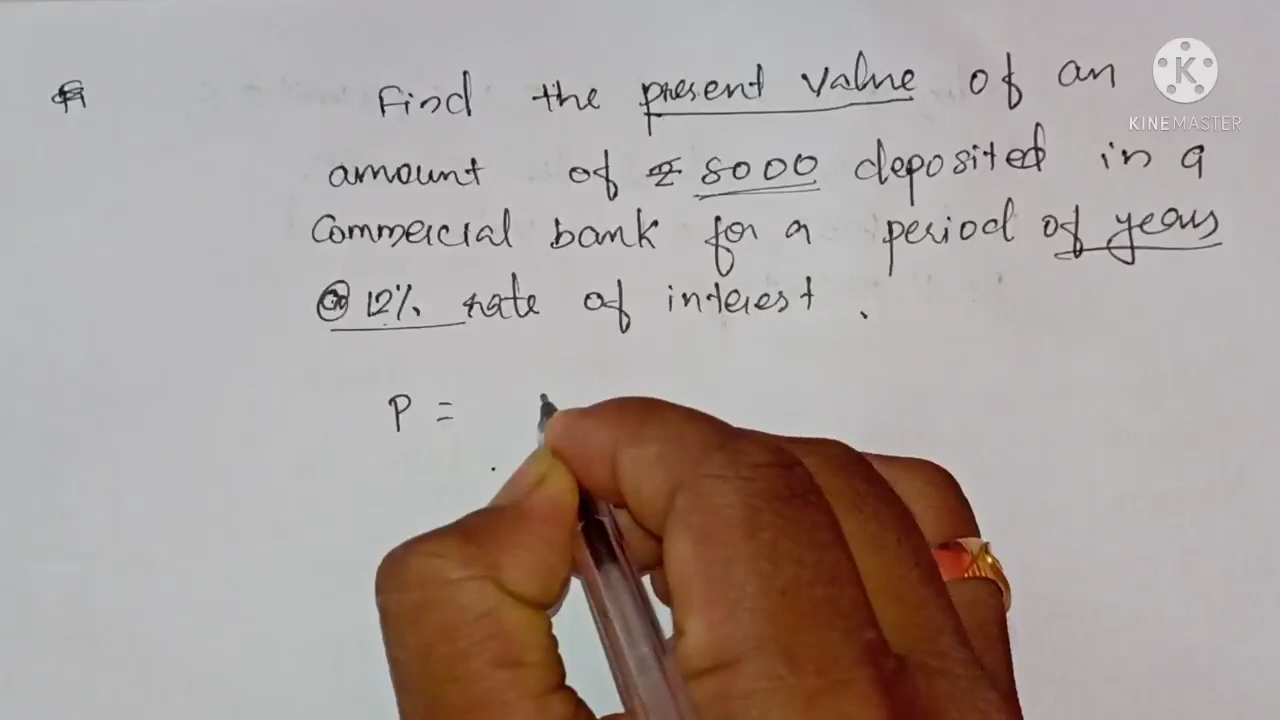 Find the present value of an
amount of ₹ 8000 deposited in a
Commercial bank for a period of years
@ 12% rate of interest .
P =
K
KINEMASTER